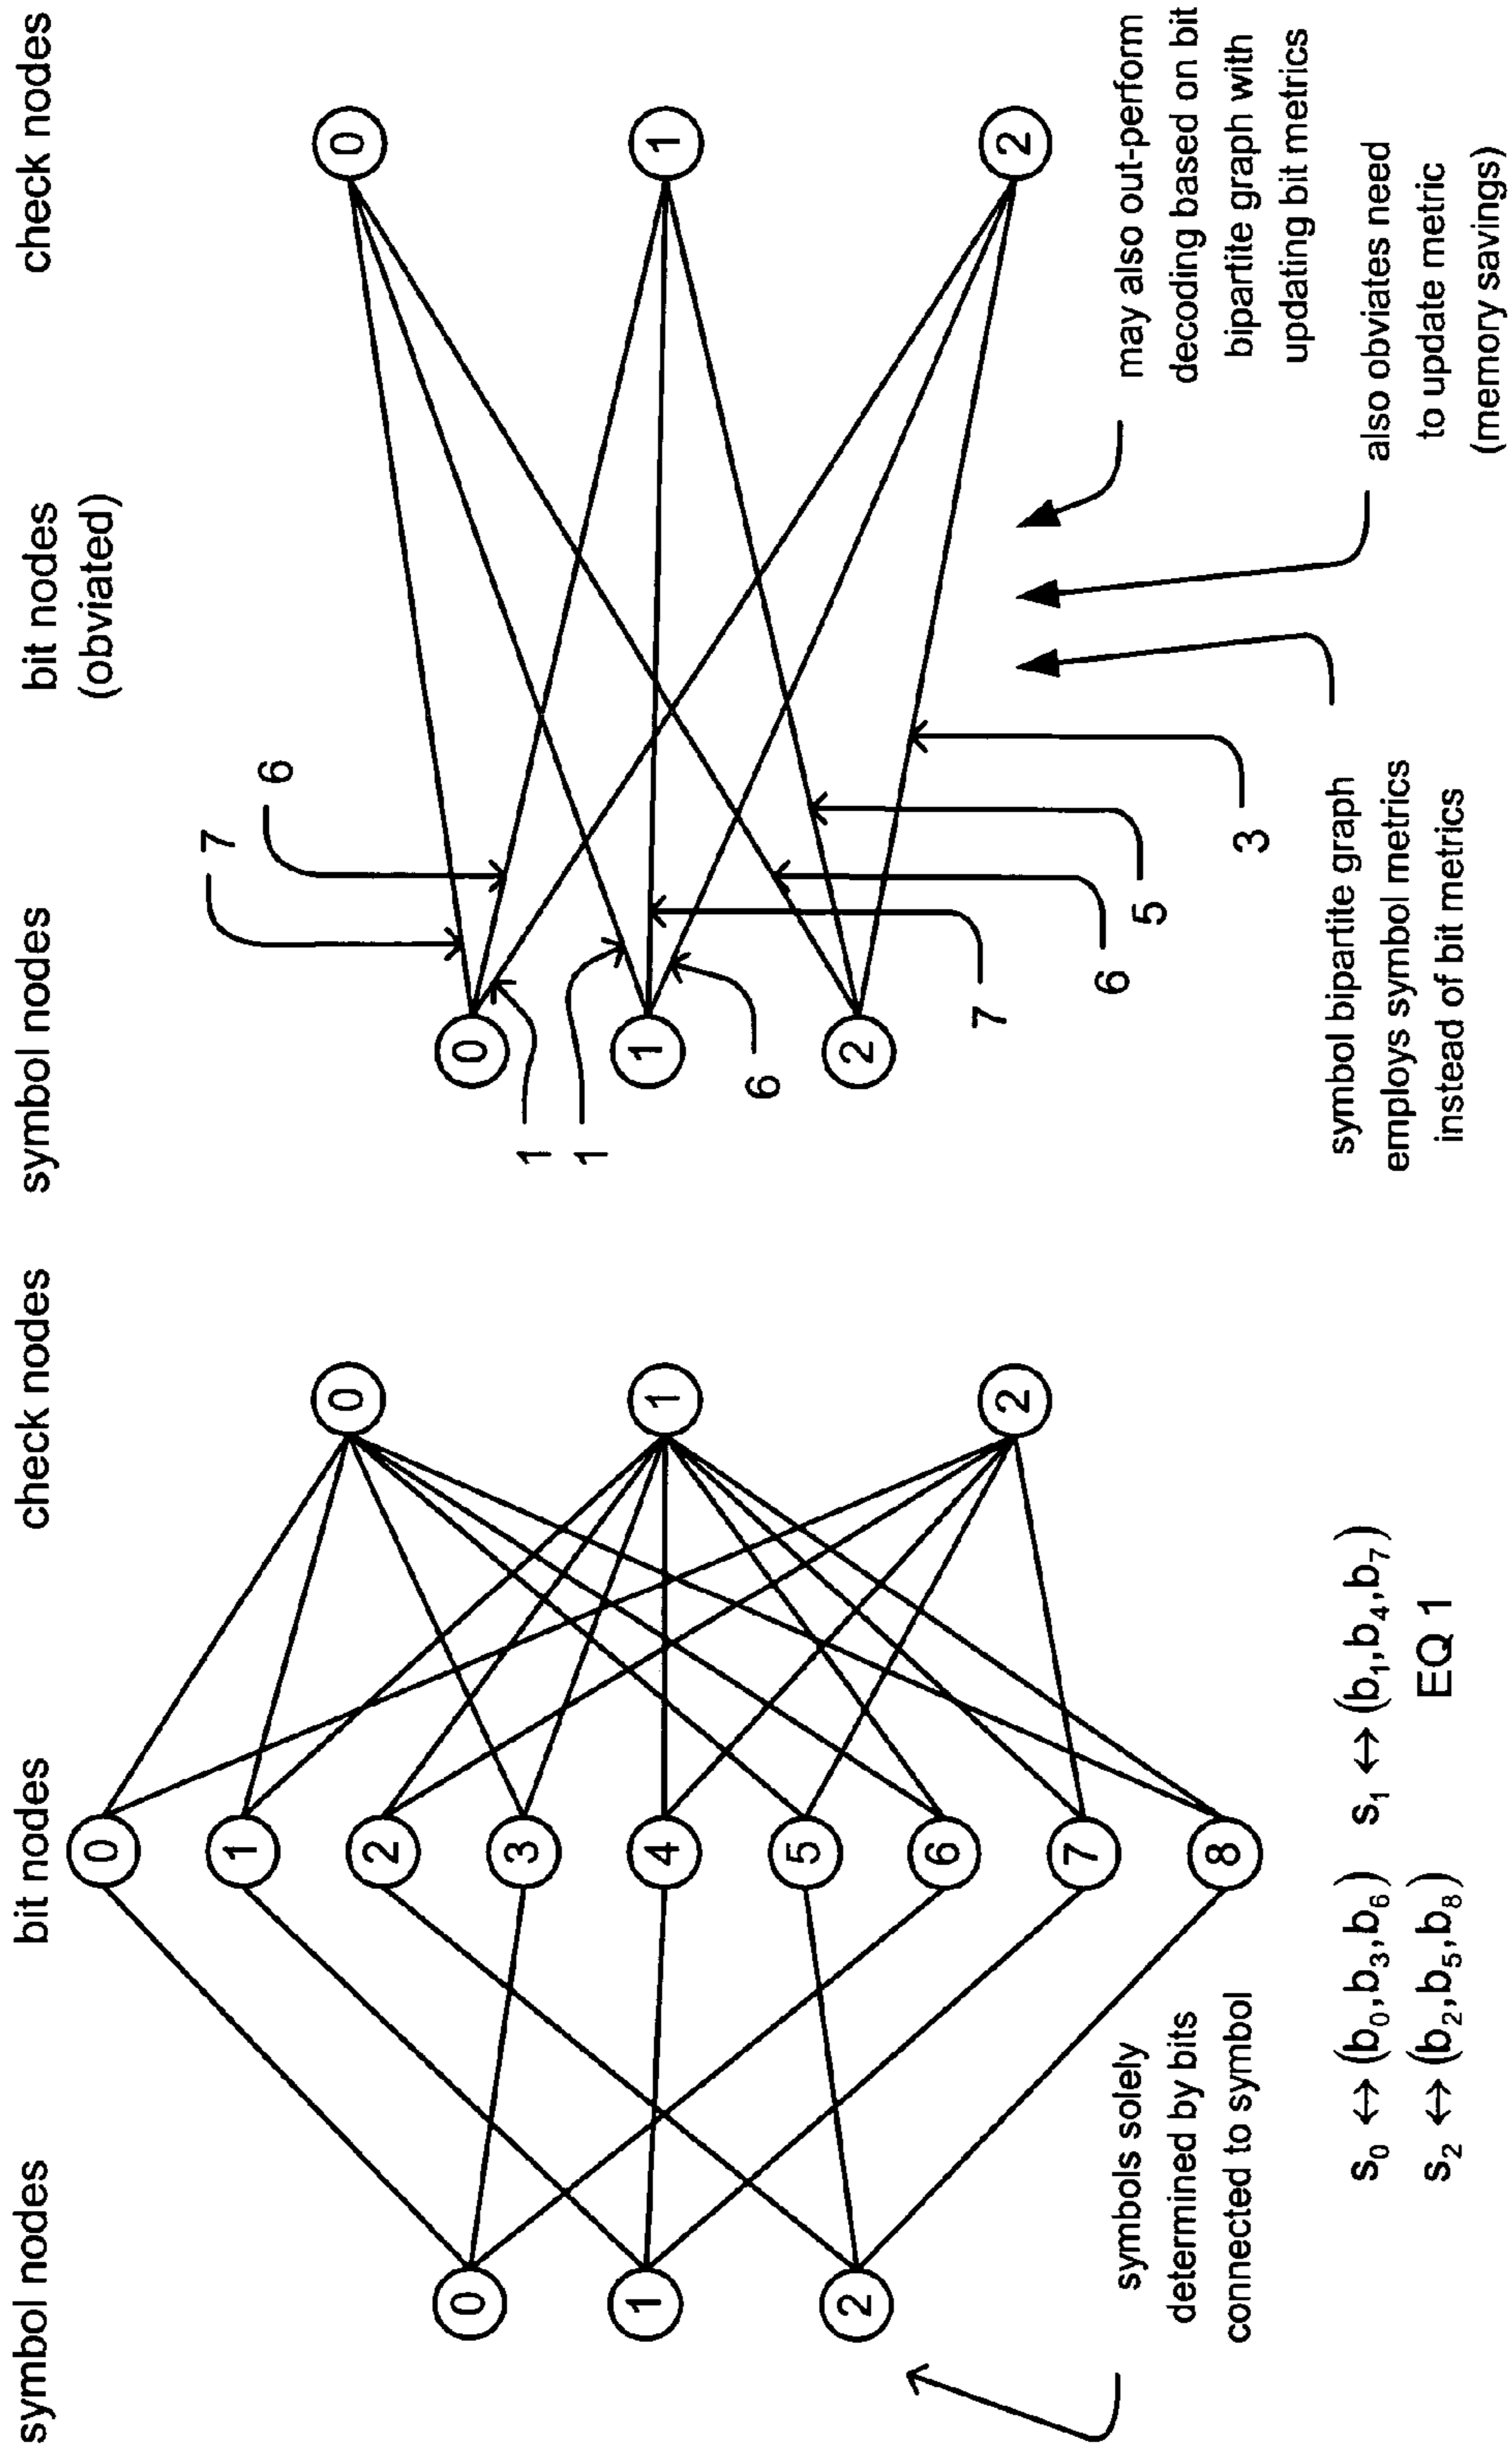 symbol nodes
bit nodes
check nodes
0
1
2
0
1
2
3
4
5
6
7
8
0
1
2
symbols solely
determined by bits
connected to symbol
s₀ ↔ (b₀,b₃,b₆) s₁ ↔ (b₁,b₄,b₇)
s₂ ↔ (b₂,b₅,b₈) EQ 1
symbol nodes
bit nodes
(obviated)
check nodes
7
6
0
1
2
0
1
2
1
1
6
7
6
5
3
may also out-perform
decoding based on bit
bipartite graph with
updating bit metrics
also obviates need
to update metric
(memory savings)
symbol bipartite graph
employs symbol metrics
instead of bit metrics